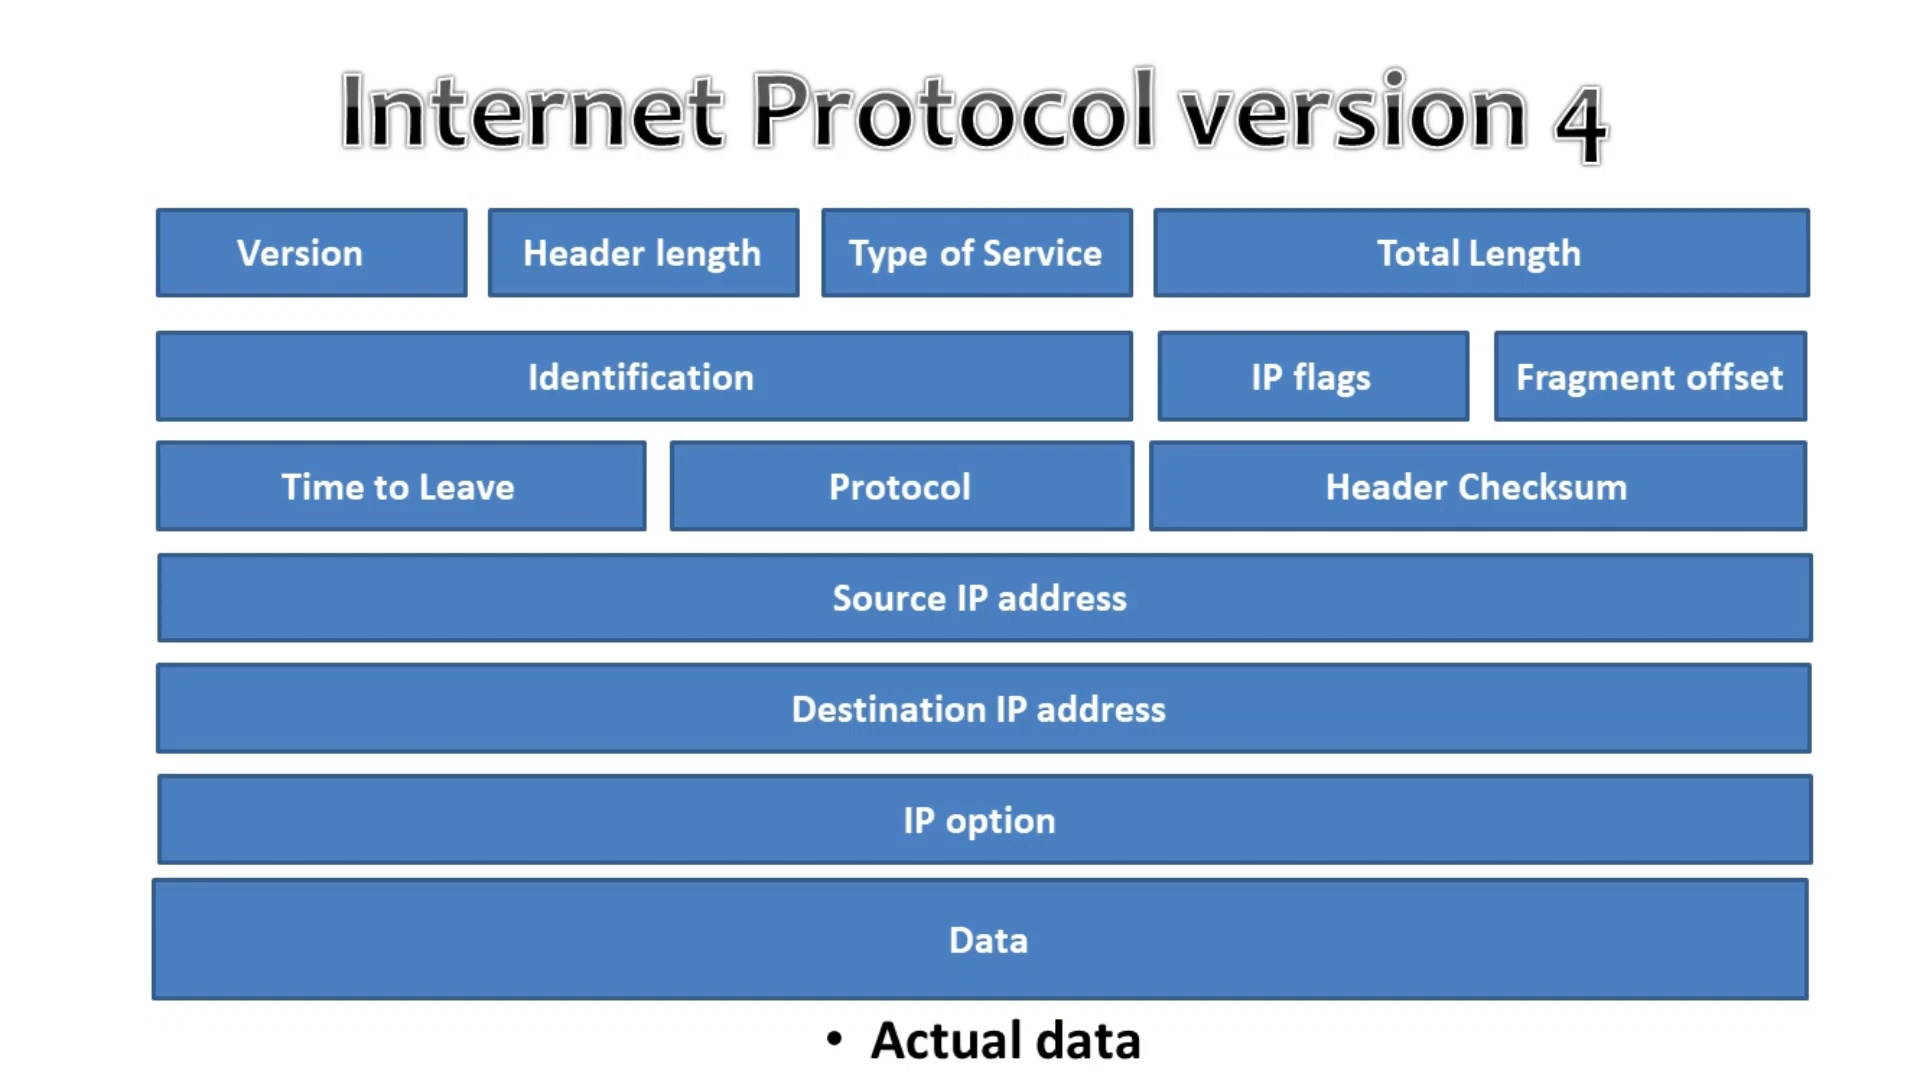 Internet Protocol version 4
Version Header length Type of Service Total Length
Identification IP flags Fragment offset
Time to Leave Protocol Header Checksum
Source IP address
Destination IP address
IP option
Data
• Actual data